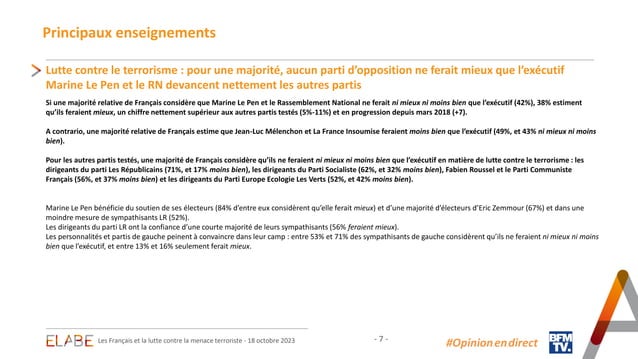 Principaux enseignements
Lutte contre le terrorisme : pour une majorité, aucun parti d'opposition ne ferait mieux que l'exécutif
Marine Le Pen et le RN devancent nettement les autres partis
Si une majorité relative de Français considère que Marine Le Pen et le Rassemblement National ne ferait ni mieux ni moins bien que l'exécutif (42%), 38% estiment
qu'ils feraient mieux, un chiffre nettement supérieur aux autres partis testés (5%-11%) et en progression depuis mars 2018 (+7).
A contrario, une majorité relative de Français estime que Jean-Luc Mélenchon et La France Insoumise feraient moins bien que l'exécutif (49%, et 43% ni mieux ni moins
bien).
Pour les autres partis testés, une majorité de Français considère qu'ils ne feraient ni mieux ni moins bien que l'exécutif en matière de lutte contre le terrorisme : les
dirigeants du parti Les Républicains (71%, et 17% moins bien), les dirigeants du Parti Socialiste (62%, et 32% moins bien), Fabien Roussel et le Parti Communiste
Français (56%, et 37% moins bien) et les dirigeants du Parti Europe Ecologie Les Verts (52%, et 42% moins bien).
Marine Le Pen bénéficie du soutien de ses électeurs (84% d'entre eux considèrent qu'elle ferait mieux) et d'une majorité d'électeurs d'Eric Zemmour (67%) et dans une
moindre mesure de sympathisants LR (52%).
Les dirigeants du parti LR ont la confiance d'une courte majorité de leurs sympathisants (56% feraient mieux).
Les personnalités et partis de gauche peinent à convaincre dans leur camp : entre 53% et 71% des sympathisants de gauche considèrent qu'ils ne feraient ni mieux ni moins
bien que l'exécutif, et entre 13% et 16% seulement ferait mieux.
ELABE Les Français et la lutte contre la menace terroriste - 18 octobre 2023
- 7 -
#Opinionendirect
BFM
TV.